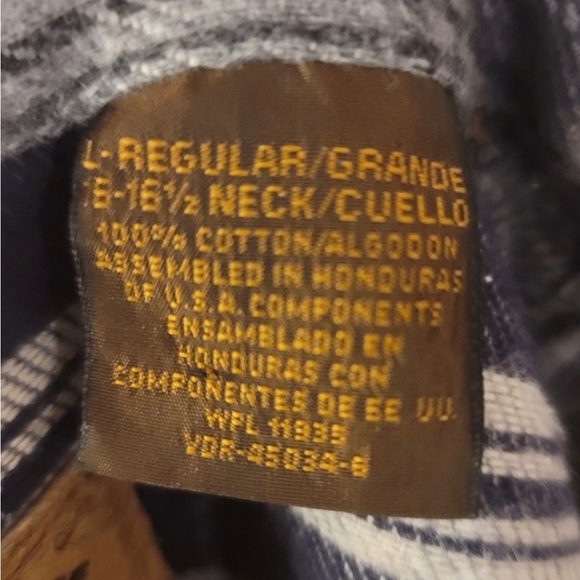 L-REGULAR/GRANDE
16-16½ NECK/CUELLO
100% COTTON/ALGODON
ASSEMBLED IN HONDURAS
OF U.S.A. COMPONENTS
ENSAMBLADO EN
HONDURAS CON
COMPONENTES DE EE UU.
WPL 11935
VDR-45034-8